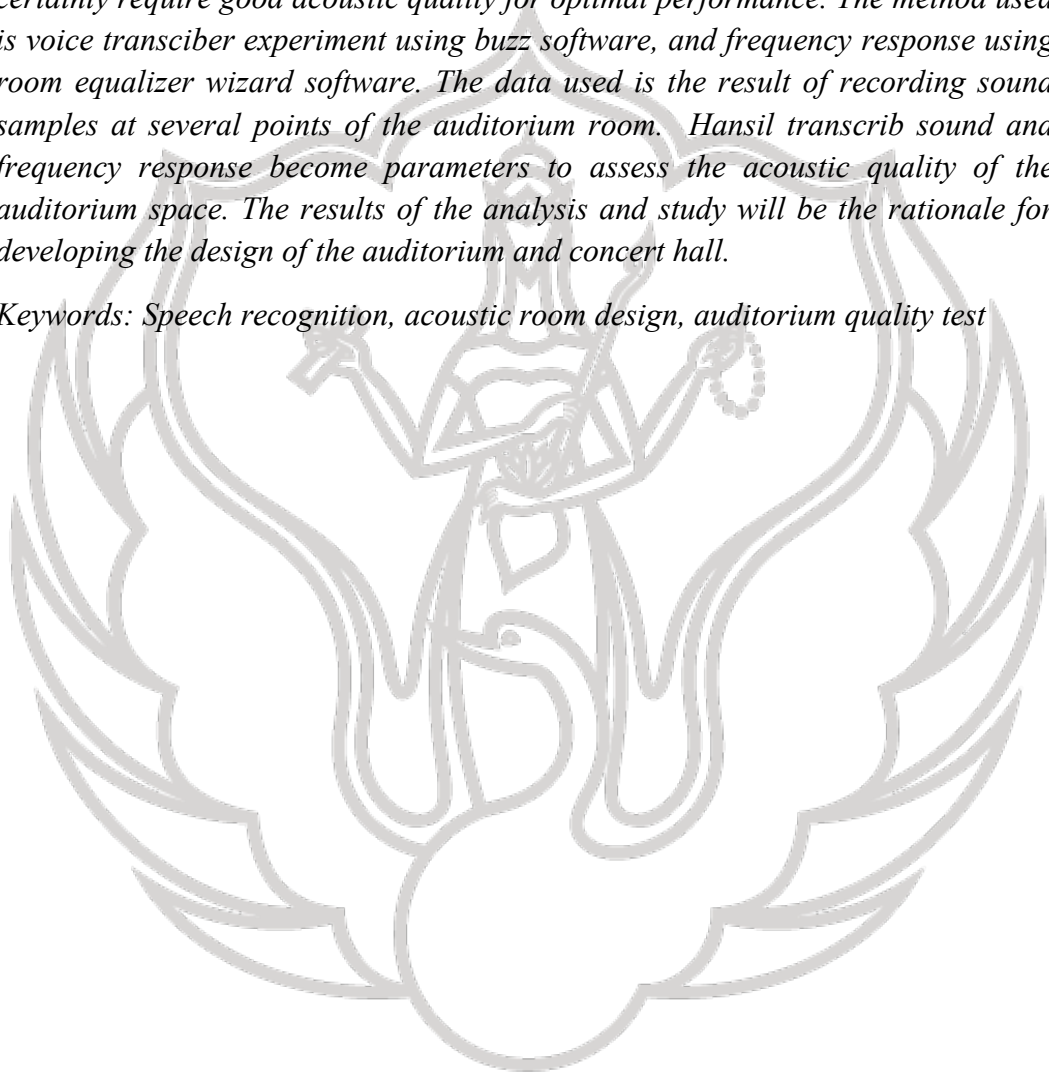 certainly require good acoustic quality for optimal performance. The method used
is voice transciber experiment using buzz software, and frequency response using
room equalizer wizard software. The data used is the result of recording sound
samples at several points of the auditorium room. Hansil transcrib sound and
frequency response become parameters to assess the acoustic quality of the
auditorium space. The results of the analysis and study will be the rationale for
developing the design of the auditorium and concert hall.
Keywords: Speech recognition, acoustic room design, auditorium quality test